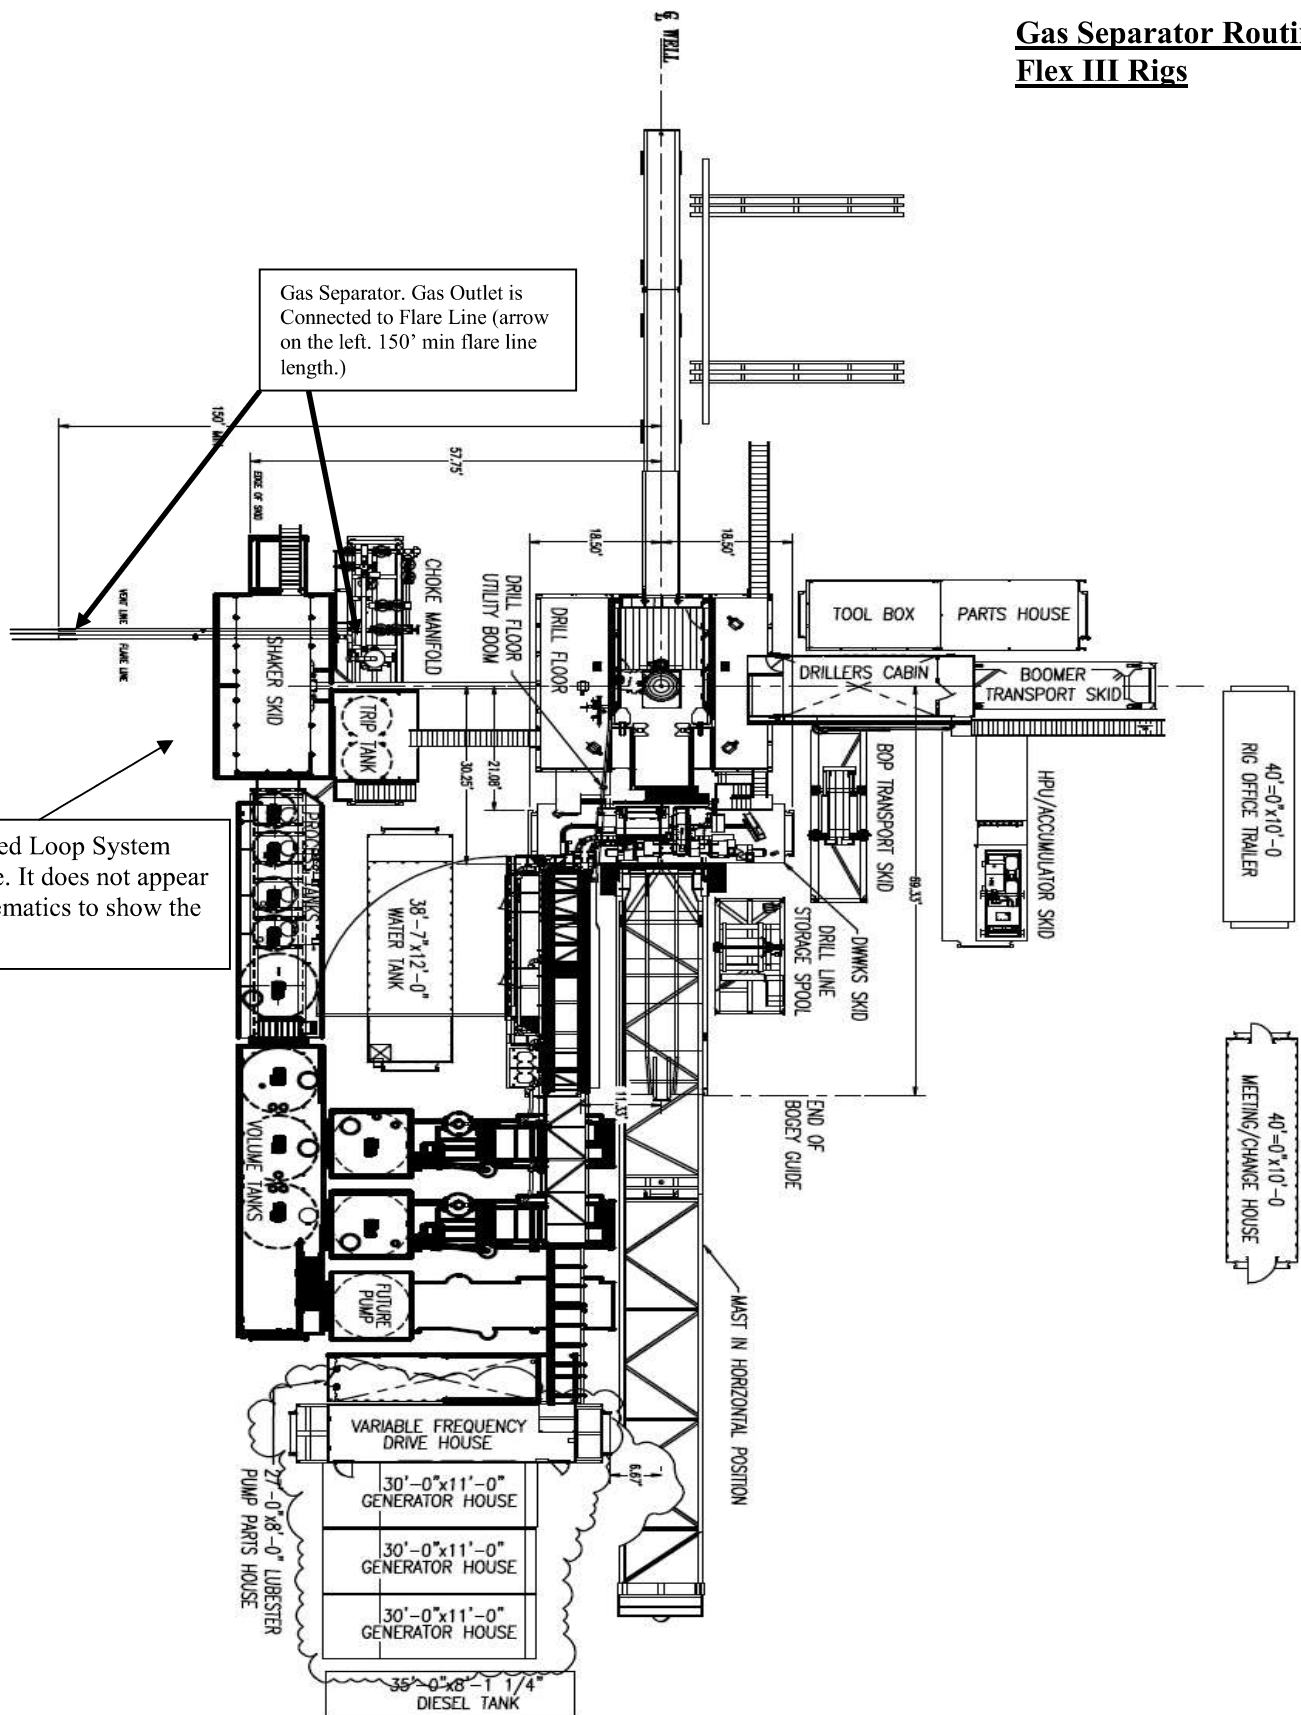 ℄ WELL
Gas Separator Routin
Flex III Rigs
Gas Separator. Gas Outlet is
Connected to Flare Line (arrow
on the left. 150’ min flare line
length.)
150' MIN
57.75'
EDGE OF SKID
18.50'
18.50'
CHOKE MANIFOLD
DRILL FLOOR
UTILITY BOOM
DRILL FLOOR
TOOL BOX
PARTS HOUSE
VENT LINE
FLARE LINE
SHAKER SKID
TRIP TANK
DRILLERS CABIN
BOOMER
TRANSPORT SKID
30.25'
21.08'
BOP TRANSPORT SKID
HPU/ACCUMULATOR SKID
40'=0"x10'-0
RIG OFFICE TRAILER
ed Loop System
e. It does not appear
ematics to show the
PROCESS TANKS
38'-7"x12'-0"
WATER TANK
69.33'
DWWKS SKID
DRILL LINE
STORAGE SPOOL
11.33'
END OF
BOGEY GUIDE
40'=0"x10'-0
MEETING/CHANGE HOUSE
VOLUME TANKS
FUTURE
PUMP
MAST IN HORIZONTAL POSITION
VARIABLE FREQUENCY
DRIVE HOUSE
6.67'
27'-0"x8'-0" LUBESTER
PUMP PARTS HOUSE
30'-0"x11'-0"
GENERATOR HOUSE
30'-0"x11'-0"
GENERATOR HOUSE
30'-0"x11'-0"
GENERATOR HOUSE
35'-0"x8'-1 1/4"
DIESEL TANK